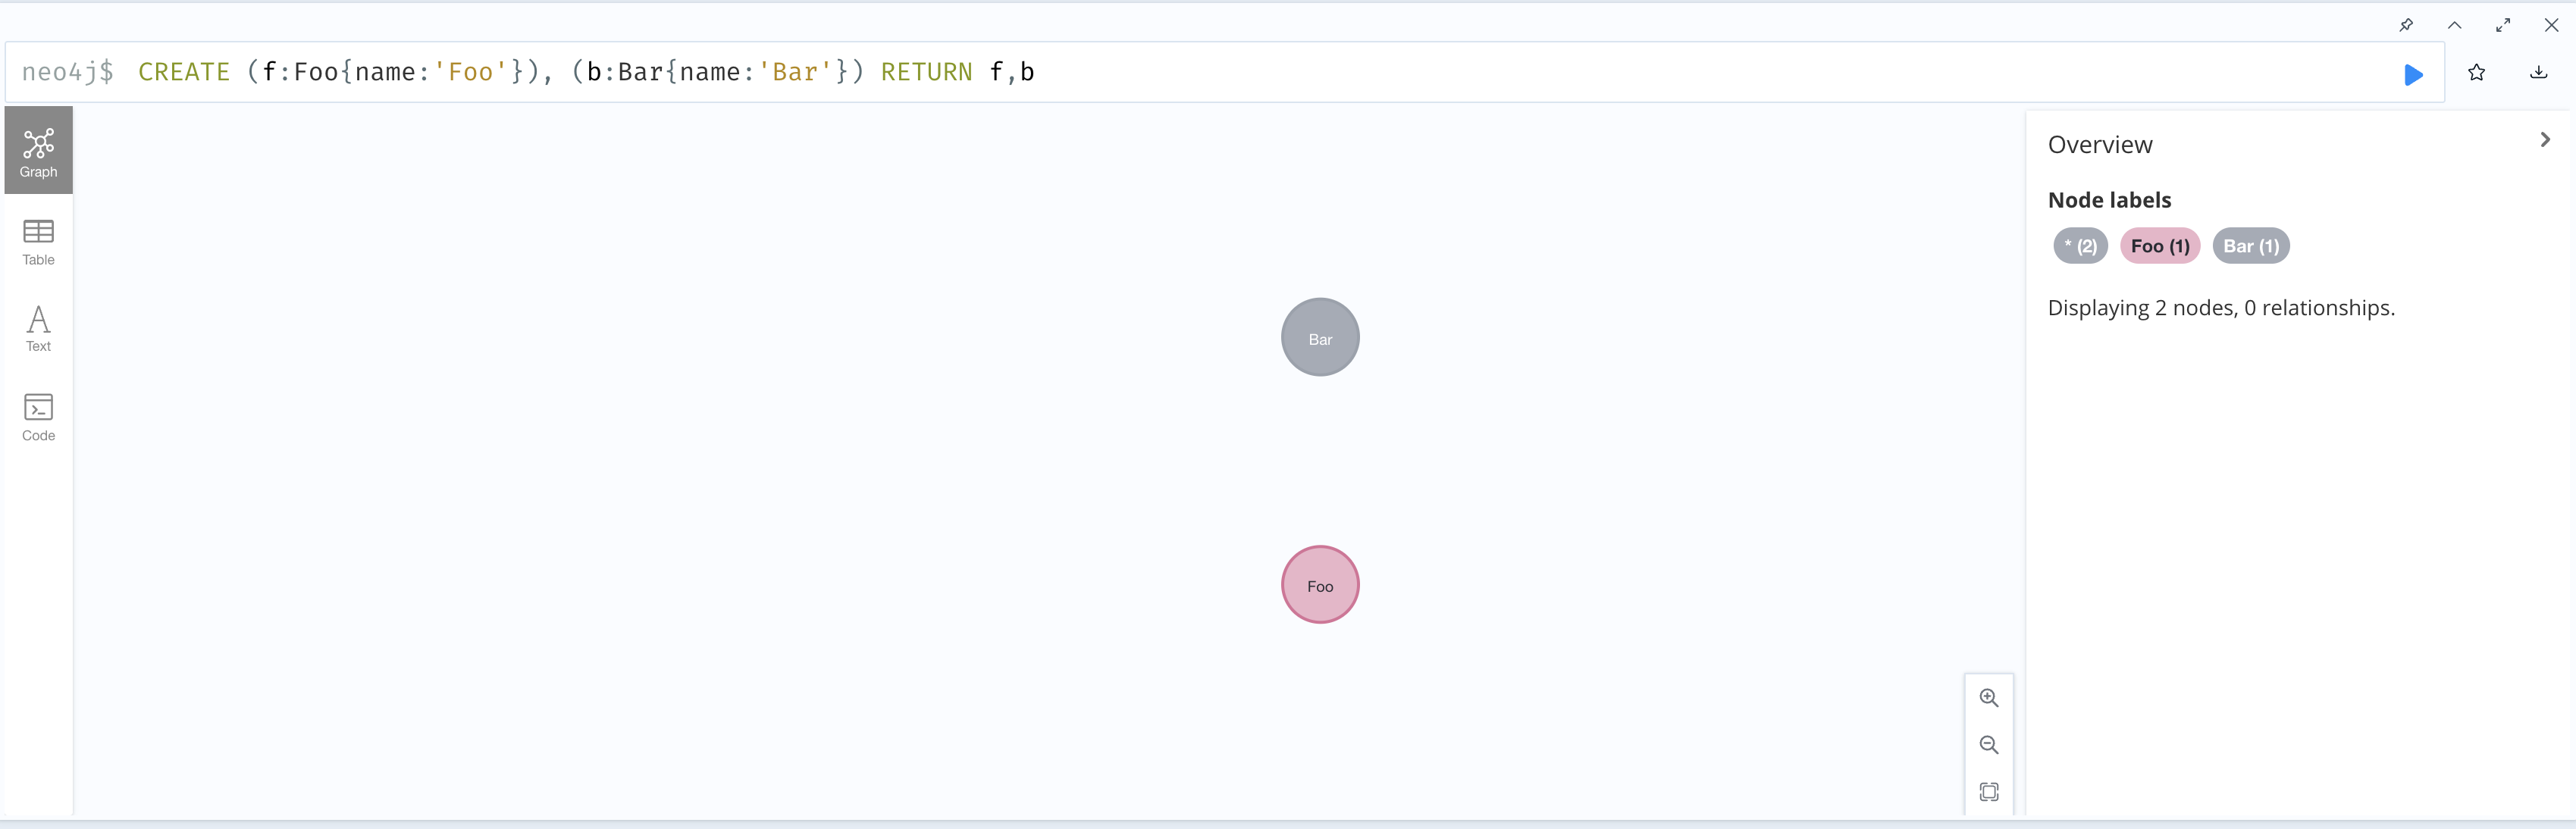 neo4j$ CREATE (f:Foo{name:'Foo'}), (b:Bar{name:'Bar'}) RETURN f,b
Graph
Table
Text
Code
Bar
Foo
Overview
Node labels
* (2) Foo (1) Bar (1)
Displaying 2 nodes, 0 relationships.